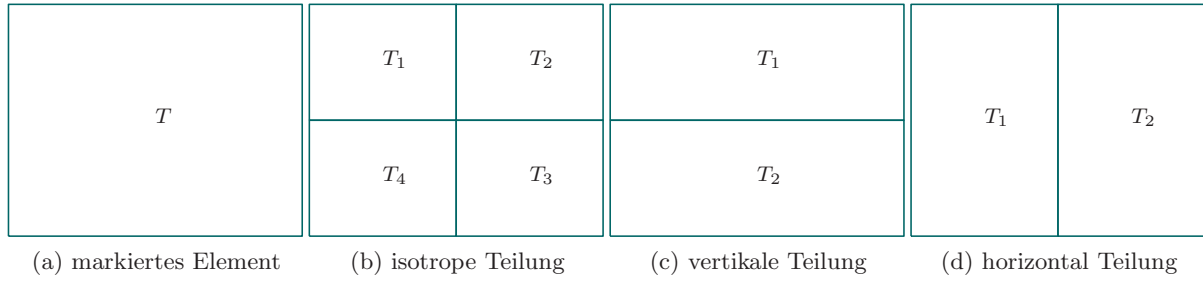 T
T1 T2
T4 T3
T1
T2
T1 T2
(a) markiertes Element
(b) isotrope Teilung
(c) vertikale Teilung
(d) horizontal Teilung